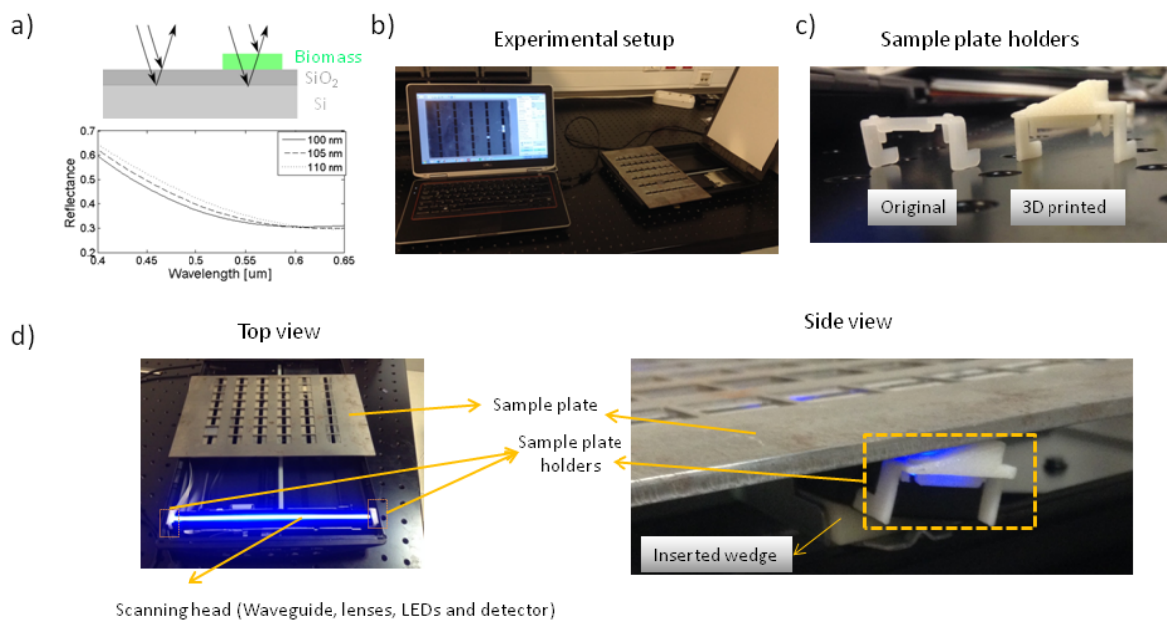 a)
Biomass
SiO₂
Si
0.7
0.6
0.5
0.4
0.3
0.2
Reflectance
100 nm
105 nm
110 nm
0.4
0.45
0.5
0.55
0.6
0.65
Wavelength [um]
b)
Experimental setup
c)
Sample plate holders
Original
3D printed
d)
Top view
Side view
Sample plate
Sample plate
holders
Inserted wedge
Scanning head (Waveguide, lenses, LEDs and detector)